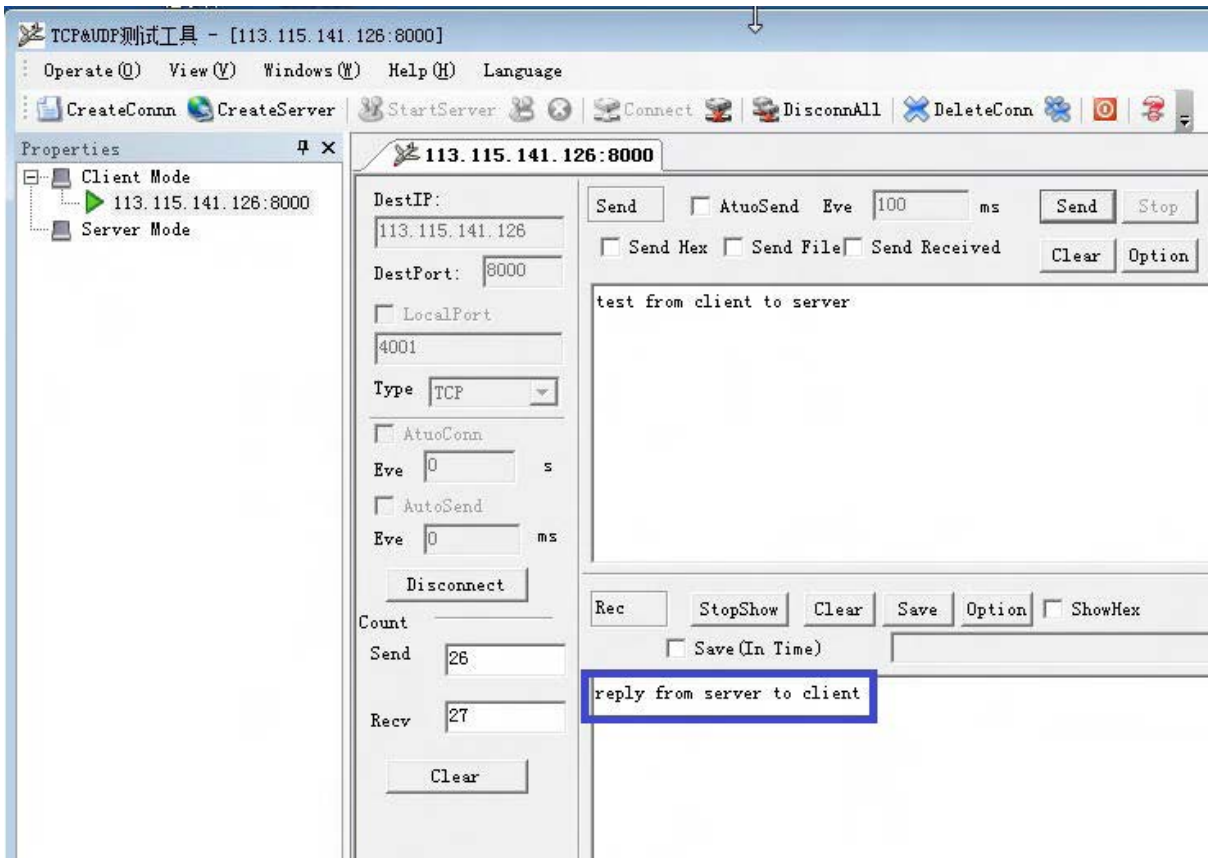 TCP&UDP测试工具 - [113.115.141.126:8000]
Operate(O) View(V) Windows(W) Help(H) Language
CreateConnn CreateServer StartServer Connect DisconnAll DeleteConn
Properties
Client Mode
113.115.141.126:8000
Server Mode
113.115.141.126:8000
DestIP:
113.115.141.126
DestPort: 8000
LocalPort
4001
Type TCP
AtuoConn
Eve 0 s
AutoSend
Eve 0 ms
Disconnect
Count
Send 26
Recv 27
Clear
Send AtuoSend Eve 100 ms Send Stop
Send Hex Send File Send Received Clear Option
test from client to server
Rec StopShow Clear Save Option ShowHex
Save(In Time)
reply from server to client